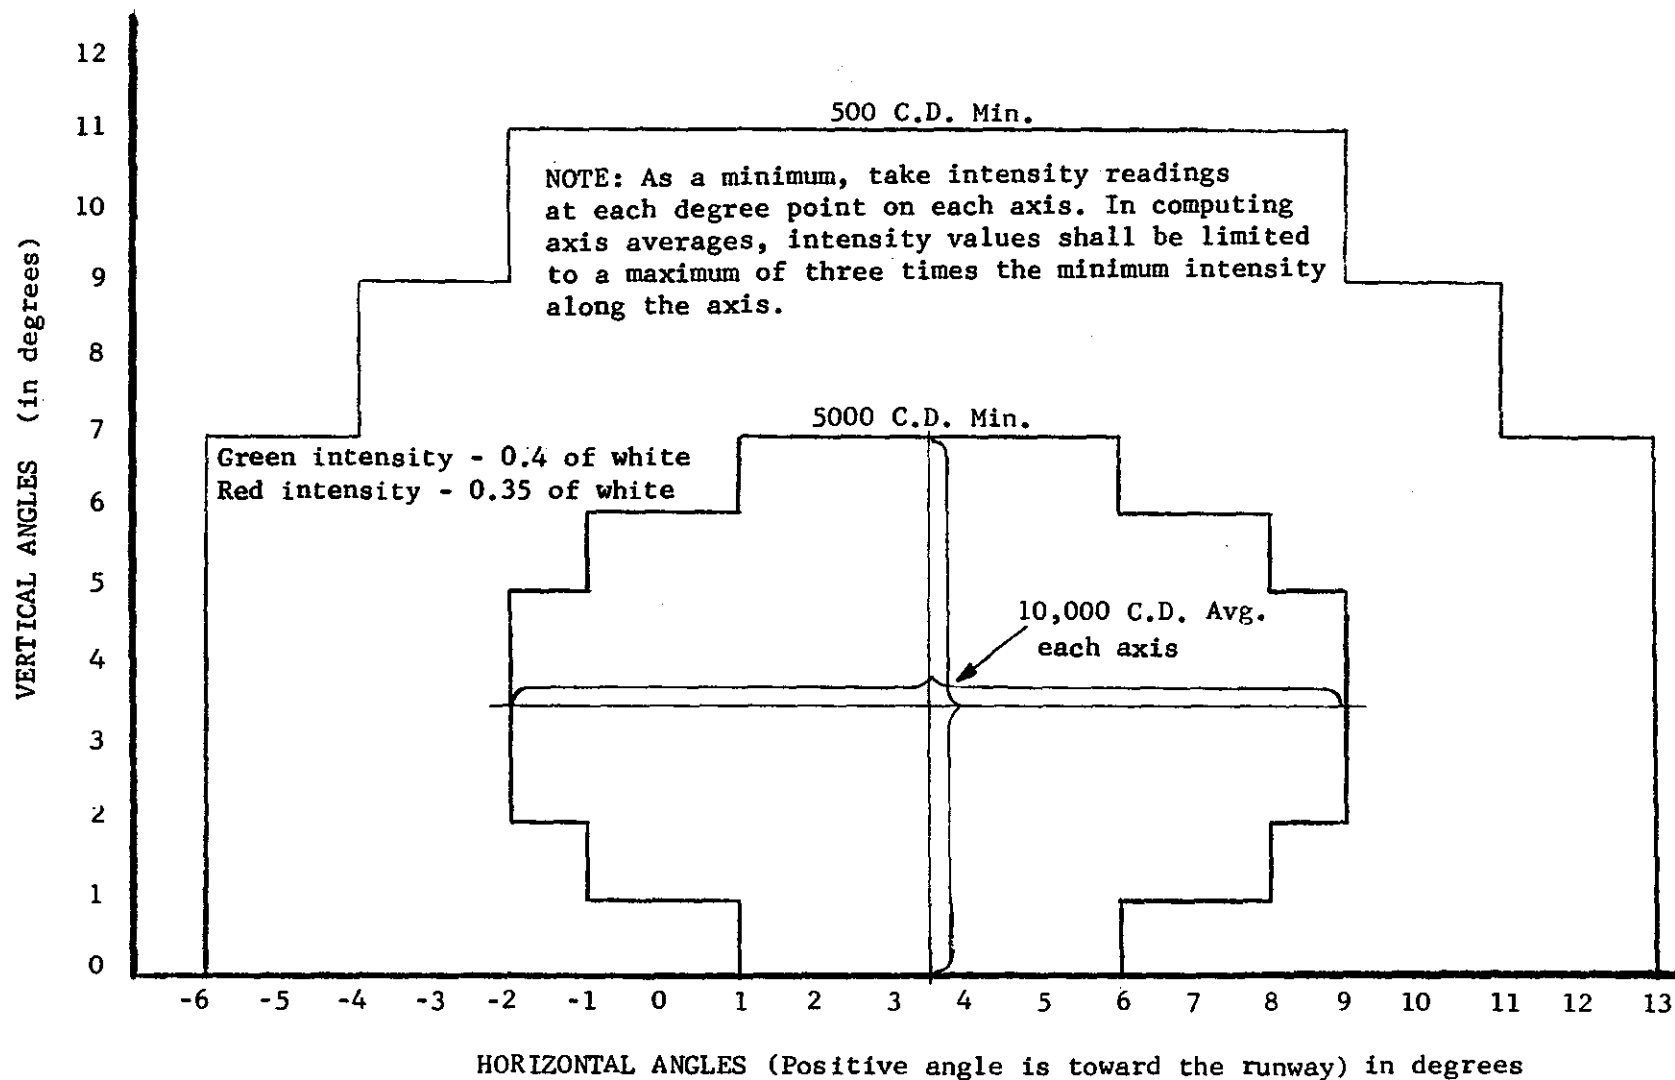 12
11
10
9
8
7
6
5
4
3
2
1
0
VERTICAL ANGLES (in degrees)
500 C.D. Min.
NOTE: As a minimum, take intensity readings
at each degree point on each axis. In computing
axis averages, intensity values shall be limited
to a maximum of three times the minimum intensity
along the axis.
5000 C.D. Min.
Green intensity - 0.4 of white
Red intensity - 0.35 of white
10,000 C.D. Avg.
each axis
-6 -5 -4 -3 -2 -1 0 1 2 3 4 5 6 7 8 9 10 11 12 13
HORIZONTAL ANGLES (Positive angle is toward the runway) in degrees